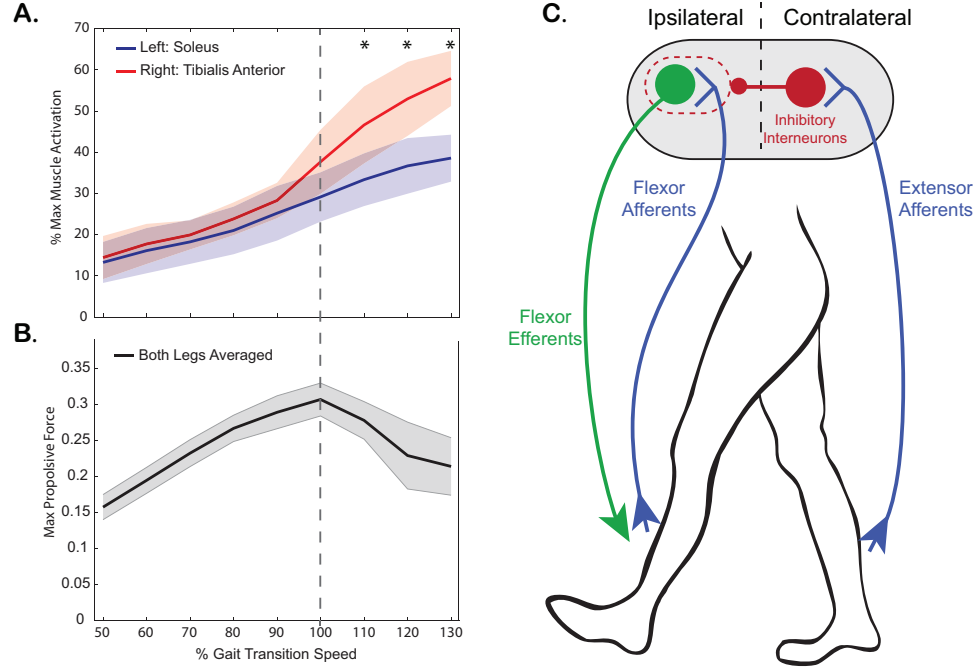 A.
70
60
50
40
30
20
10
0
% Max Muscle Activation
Left: Soleus
Right: Tibialis Anterior
* * *
B.
0.35
0.3
0.25
0.2
0.15
0.1
0.05
0
Max Propolsive Force
Both Legs Averaged
50 60 70 80 90 100 110 120 130
% Gait Transition Speed
C.
Ipsilateral Contralateral
Inhibitory
Interneurons
Flexor
Afferents
Extensor
Afferents
Flexor
Efferents